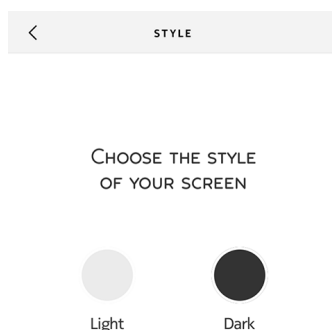 STYLE
CHOOSE THE STYLE
OF YOUR SCREEN
Light
Dark